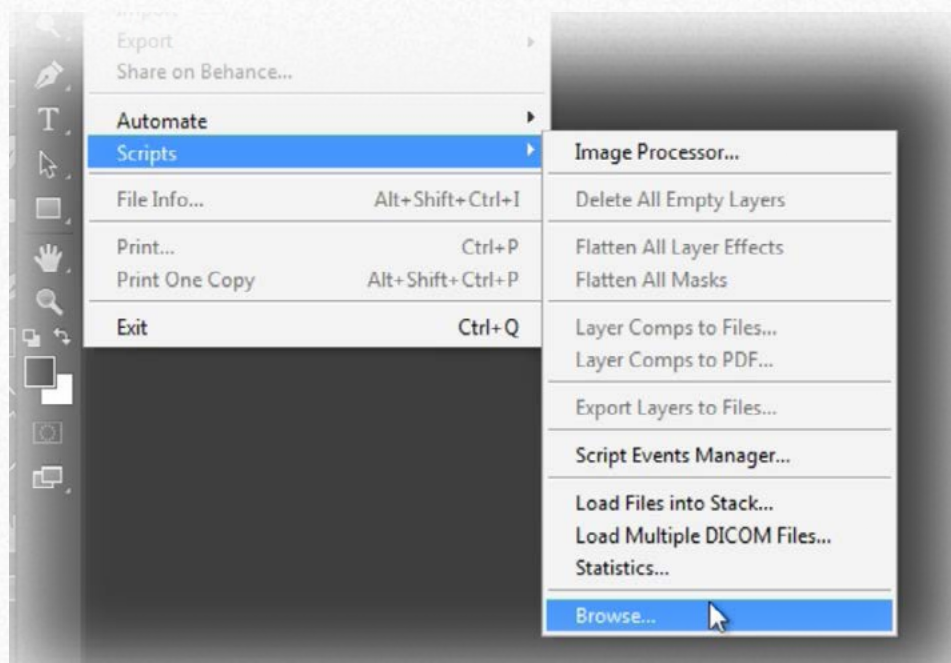 Export
Share on Behance...
Automate
Scripts
File Info... Alt+Shift+Ctrl+I
Print... Ctrl+P
Print One Copy Alt+Shift+Ctrl+P
Exit Ctrl+Q
Image Processor...
Delete All Empty Layers
Flatten All Layer Effects
Flatten All Masks
Layer Comps to Files...
Layer Comps to PDF...
Export Layers to Files...
Script Events Manager...
Load Files into Stack...
Load Multiple DICOM Files...
Statistics...
Browse...